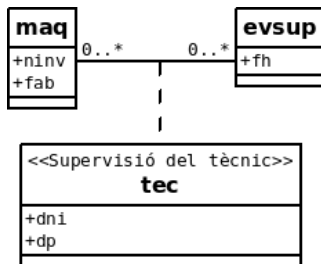 maq
+ninv
+fab
0..*
0..*
evsup
+fh
<<Supervisió del tècnic>>
tec
+dni
+dp